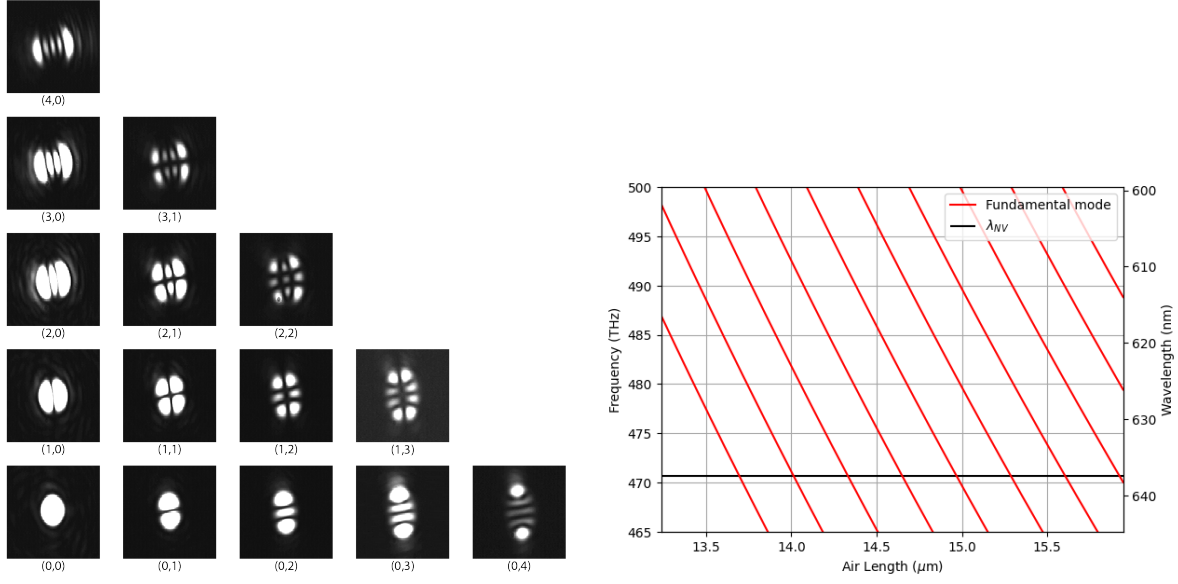 (4,0)
(3,0) (3,1)
(2,0) (2,1) (2,2)
(1,0) (1,1) (1,2) (1,3)
(0,0) (0,1) (0,2) (0,3) (0,4)
Frequency (THz)
500
495
490
485
480
475
470
465
13.5 14.0 14.5 15.0 15.5
Air Length (μm)
Fundamental mode
λNV
600
610
620
630
640
Wavelength (nm)